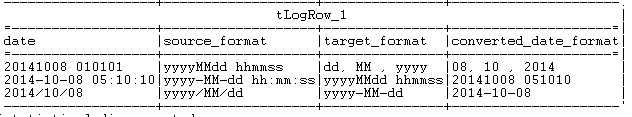 tLogRow_1
date |source_format |target_format |converted_date_format
20141008 010101 |yyyyMMdd hhmmss |dd, MM , yyyy |08, 10 , 2014
2014-10-08 05:10:10|yyyy-MM-dd hh:mm:ss|yyyyMMdd hhmmss|20141008 051010
2014/10/08 |yyyy/MM/dd |yyyy-MM-dd |2014-10-08